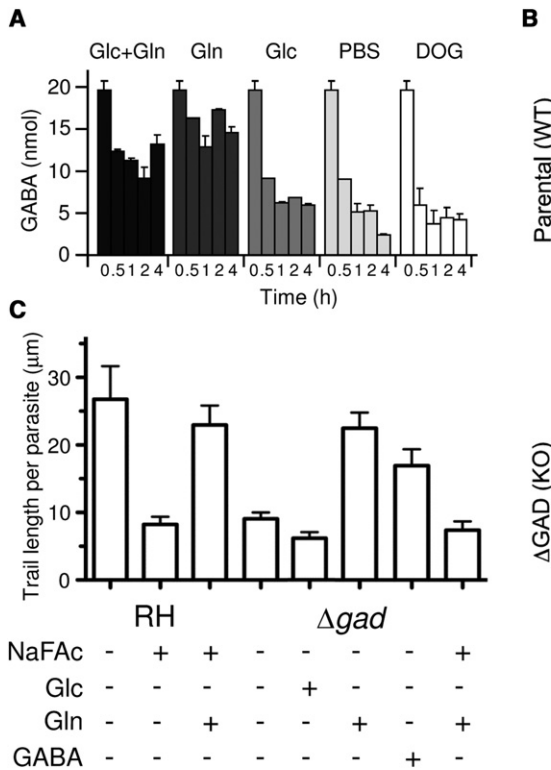 A
B
Glc+Gln Gln Glc PBS DOG
GABA (nmol)
20
15
10
5
0
0.5 1 2 4 0.5 1 2 4 0.5 1 2 4 0.5 1 2 4 0.5 1 2 4
Time (h)
Parental (WT)
C
Trail length per parasite (μm)
30
20
10
0
RH Δgad
ΔGAD (KO)
NaFAc - + + - - - - +
Glc - - - - + - - -
Gln - - + - - + - +
GABA - - - - - - + -